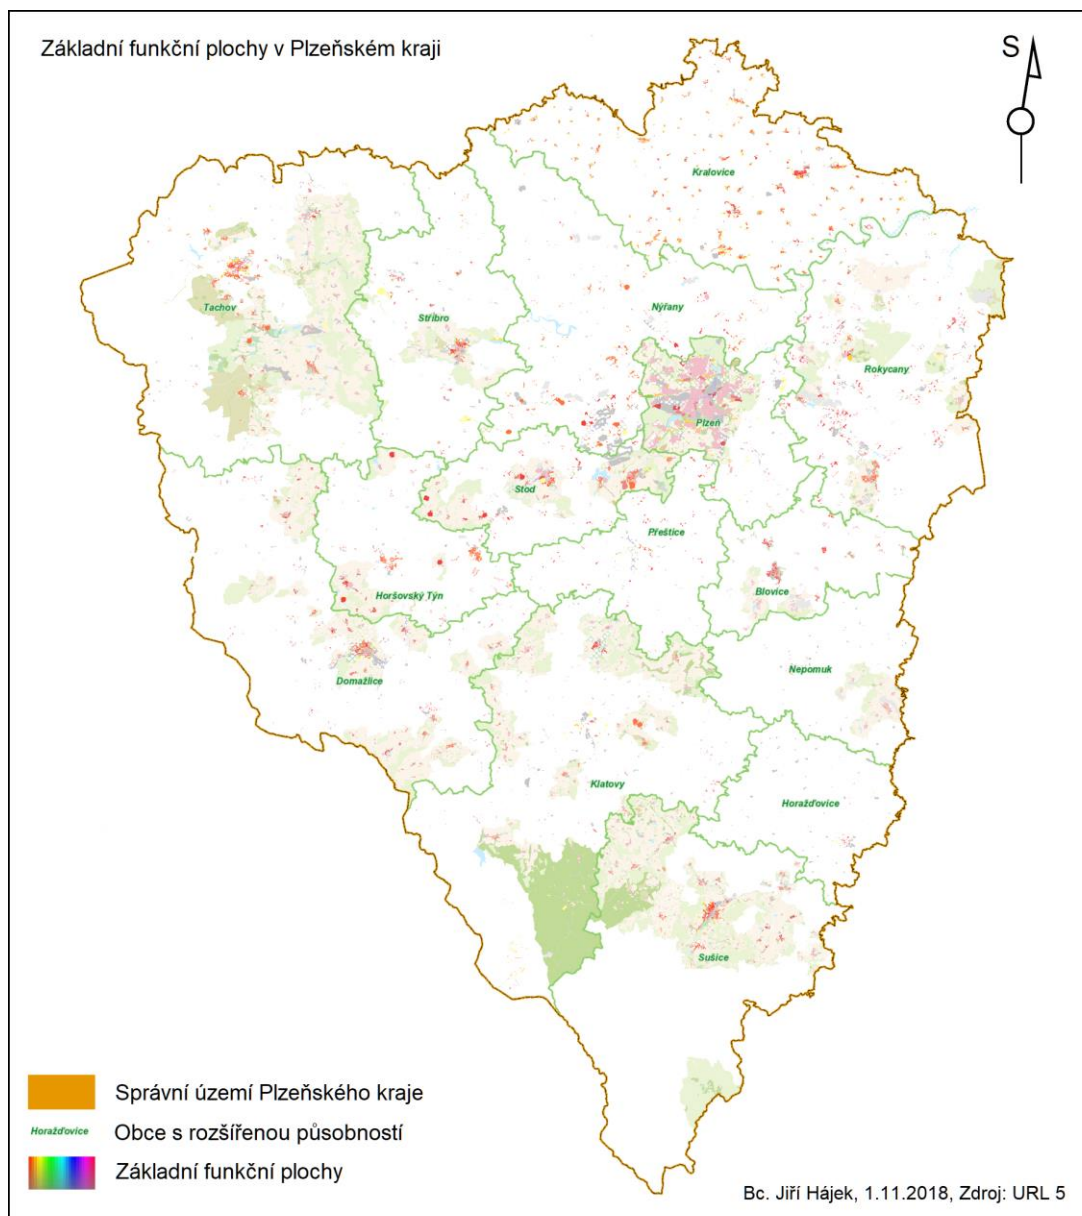 Základní funkční plochy v Plzeňském kraji
S
Kralovice
Tachov
Stříbro
Nýřany
Rokycany
Plzeň
Stod
Přeštice
Horšovský Týn
Blovice
Domažlice
Nepomuk
Klatovy
Horažďovice
Sušice
Správní území Plzeňského kraje
Horažďovice Obce s rozšířenou působností
Základní funkční plochy
Bc. Jiří Hájek, 1.11.2018, Zdroj: URL 5